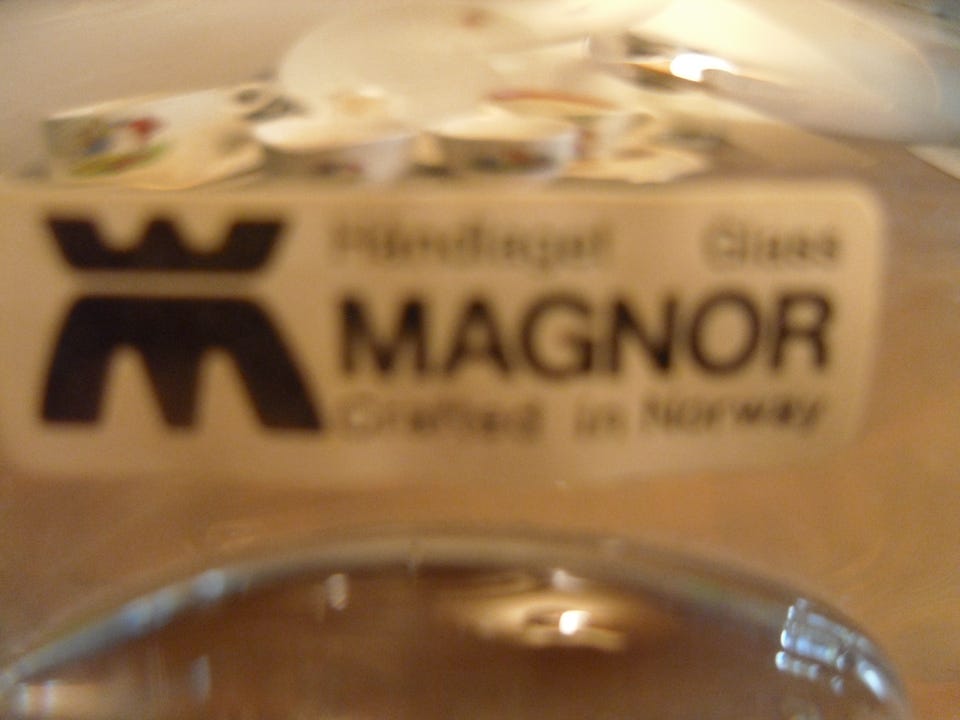 Håndlaget Glass
MAGNOR
Crafted in Norway